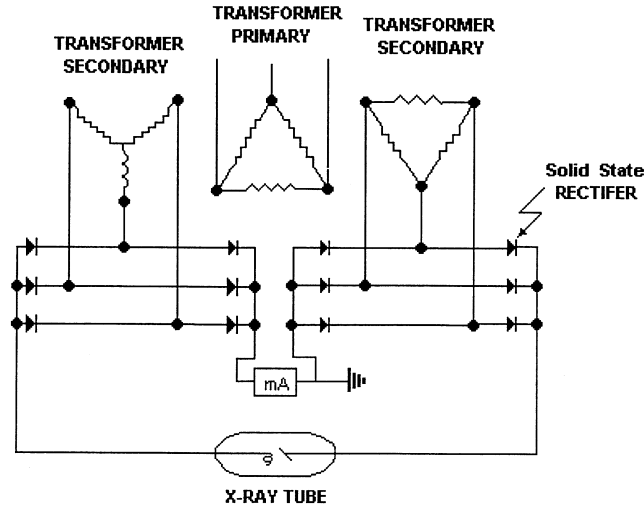 TRANSFORMER
PRIMARY
TRANSFORMER
SECONDARY
TRANSFORMER
SECONDARY
Solid State
RECTIFER
mA
X-RAY TUBE